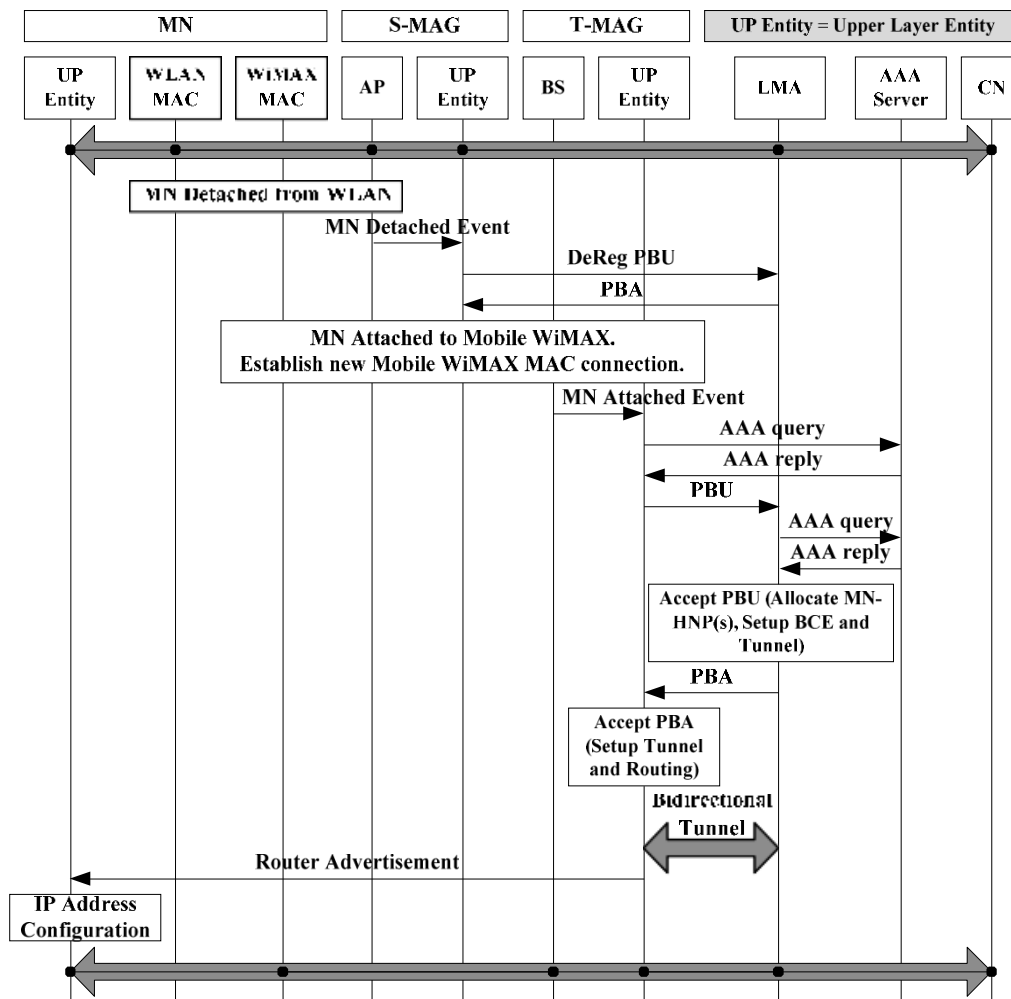 MN
S-MAG
T-MAG
UP Entity = Upper Layer Entity
UP
Entity
WLAN
MAC
WiMAX
MAC
AP
UP
Entity
BS
UP
Entity
LMA
AAA
Server
CN
MN Detached from WLAN
MN Detached Event
DeReg PBU
PBA
MN Attached to Mobile WiMAX.
Establish new Mobile WiMAX MAC connection.
MN Attached Event
AAA query
AAA reply
PBU
AAA query
AAA reply
Accept PBU (Allocate MN-
HNP(s), Setup BCE and
Tunnel)
PBA
Accept PBA
(Setup Tunnel
and Routing)
Bidirectional
Tunnel
Router Advertisement
IP Address
Configuration